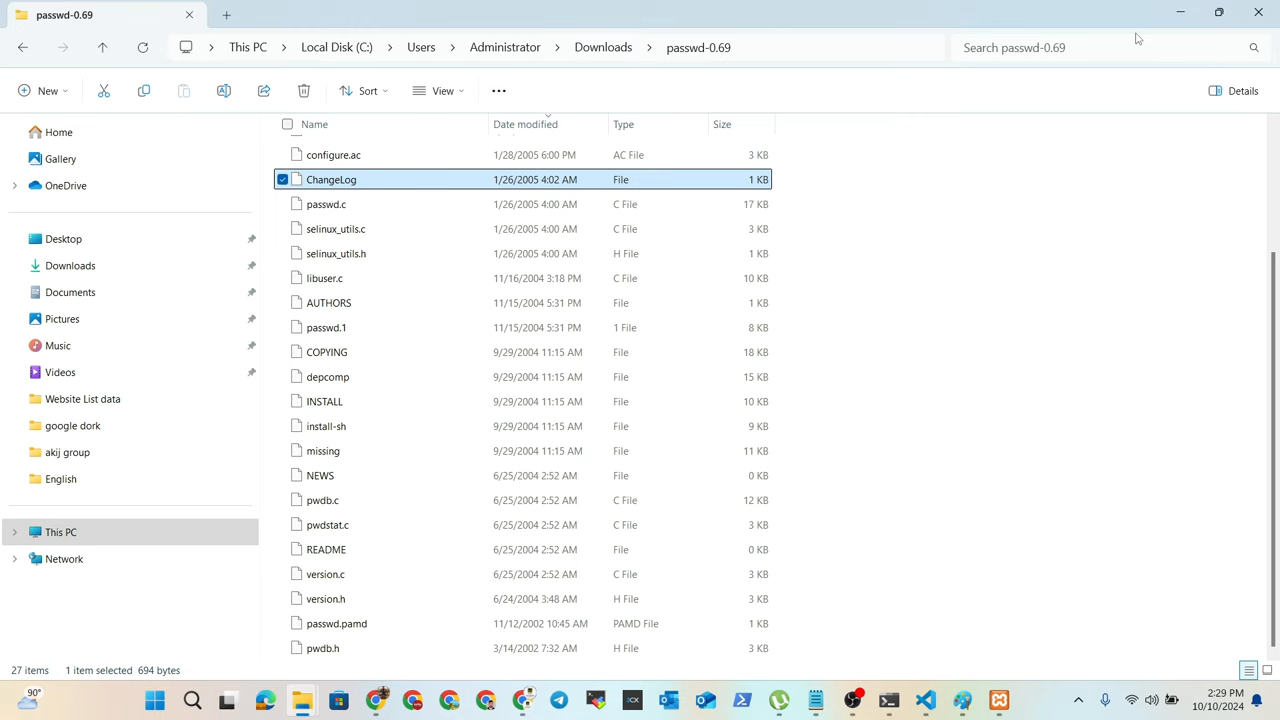 passwd-0.69
This PC > Local Disk (C:) > Users > Administrator > Downloads > passwd-0.69
Search passwd-0.69
New
Sort
View
Details
Name Date modified Type Size
configure.ac 1/28/2005 6:00 PM AC File 3 KB
ChangeLog 1/26/2005 4:02 AM File 1 KB
passwd.c 1/26/2005 4:00 AM C File 17 KB
selinux_utils.c 1/26/2005 4:00 AM C File 3 KB
selinux_utils.h 1/26/2005 4:00 AM H File 1 KB
libuser.c 11/16/2004 3:18 PM C File 10 KB
AUTHORS 11/15/2004 5:31 PM File 1 KB
passwd.1 11/15/2004 5:31 PM 1 File 8 KB
COPYING 9/29/2004 11:15 AM File 18 KB
depcomp 9/29/2004 11:15 AM File 15 KB
INSTALL 9/29/2004 11:15 AM File 10 KB
install-sh 9/29/2004 11:15 AM File 9 KB
missing 9/29/2004 11:15 AM File 11 KB
NEWS 6/25/2004 2:52 AM File 0 KB
pwdb.c 6/25/2004 2:52 AM C File 12 KB
pwdstat.c 6/25/2004 2:52 AM C File 3 KB
README 6/25/2004 2:52 AM File 0 KB
version.c 6/25/2004 2:52 AM C File 3 KB
version.h 6/24/2004 3:48 AM H File 3 KB
passwd.pamd 11/12/2002 10:45 AM PAMD File 1 KB
pwdb.h 3/14/2002 7:32 AM H File 3 KB
Home
Gallery
OneDrive
Desktop
Downloads
Documents
Pictures
Music
Videos
Website List data
google dork
akij group
English
This PC
Network
27 items 1 item selected 694 bytes
90°
2:29 PM
10/10/2024